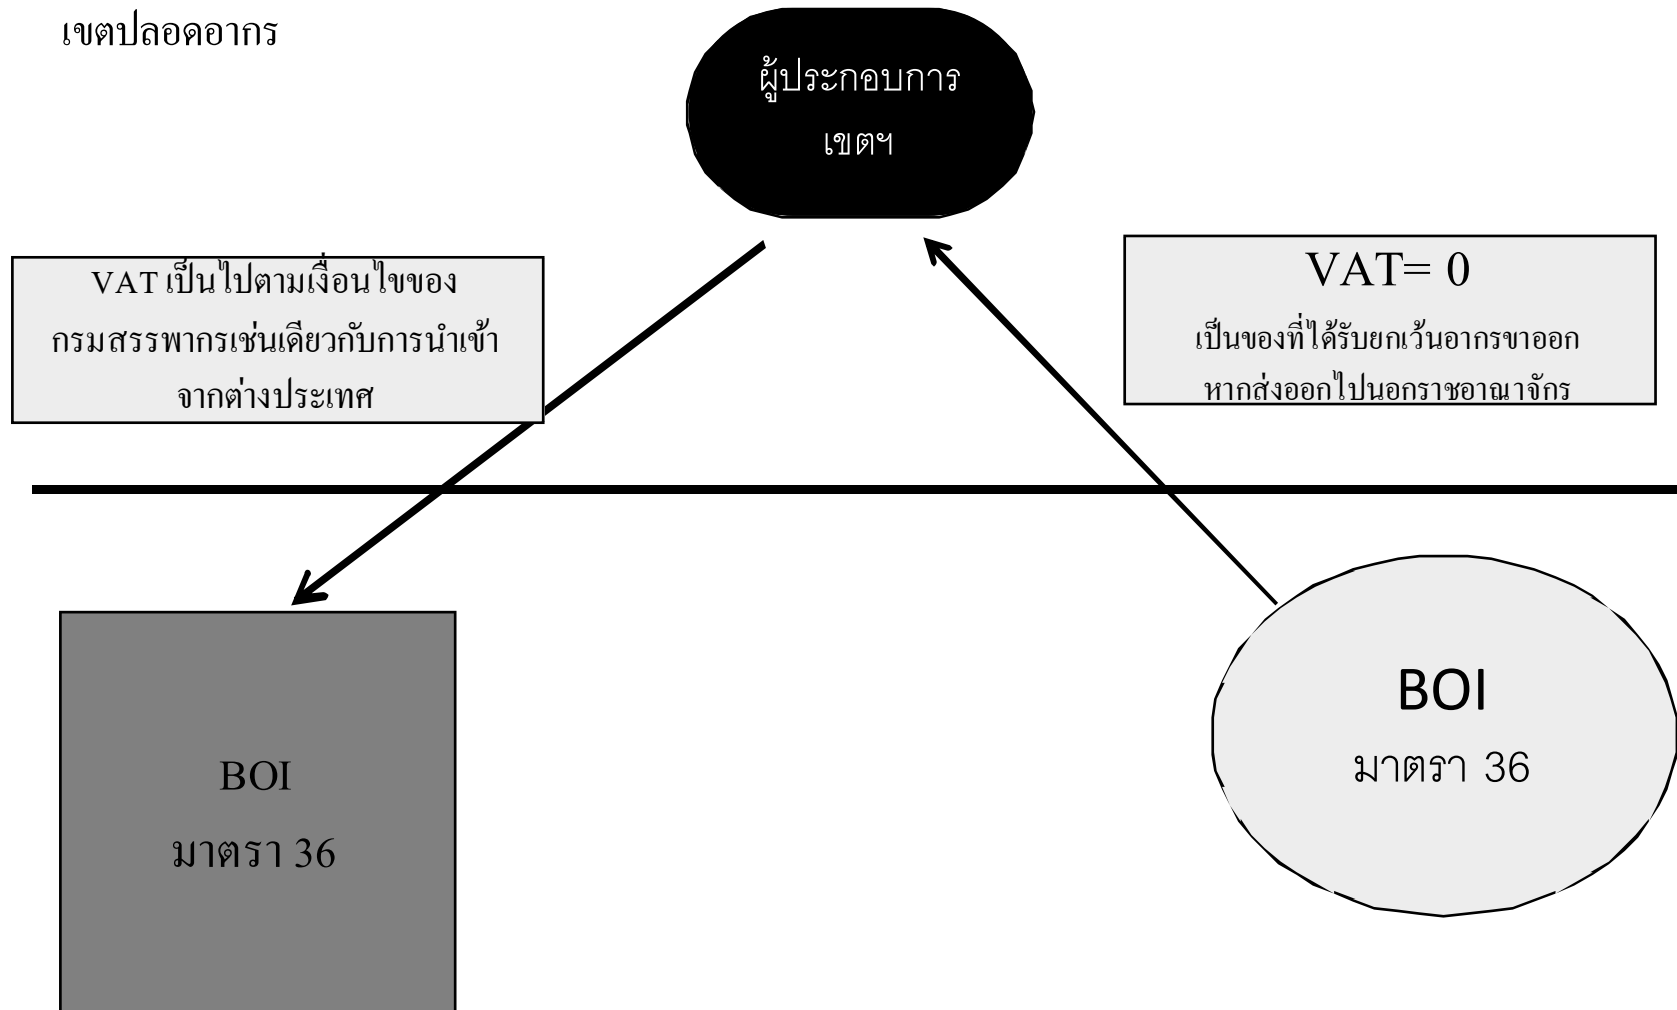 เขตปลอดอากร
ผู้ประกอบการ
เขตฯ
VAT เป็นไปตามเงื่อนไขของ
กรมสรรพากรเช่นเดียวกับการนำเข้า
จากต่างประเทศ
VAT= 0
เป็นของที่ได้รับยกเว้นอากรขาออก
หากส่งออกไปนอกราชอาณาจักร
BOI
มาตรา 36
BOI
มาตรา 36